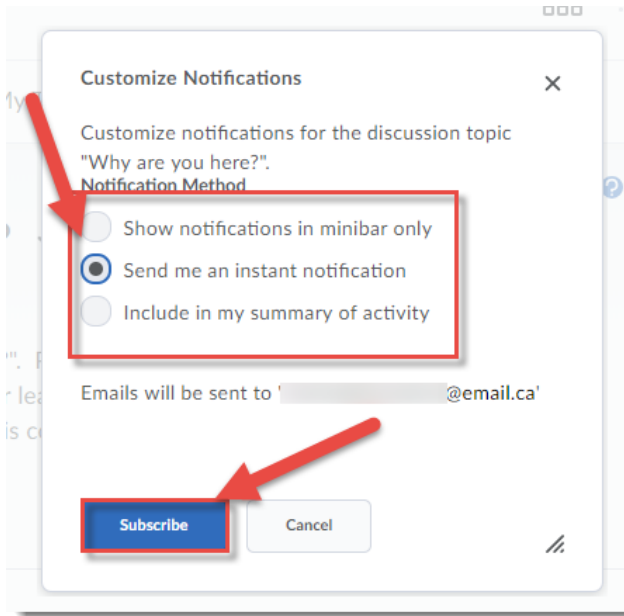 Customize Notifications
Customize notifications for the discussion topic
"Why are you here?".
Notification Method
Show notifications in minibar only
Send me an instant notification
Include in my summary of activity
Emails will be sent to ' @email.ca'
Subscribe Cancel